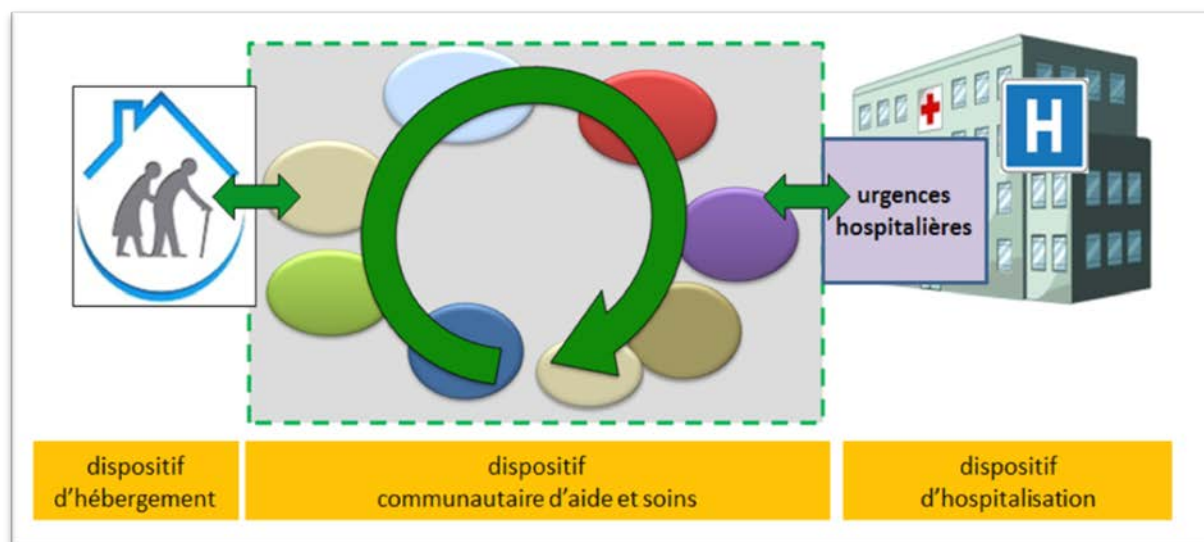 H
urgences
hospitalières
dispositif
d'hébergement
dispositif
communautaire d'aide et soins
dispositif
d'hospitalisation